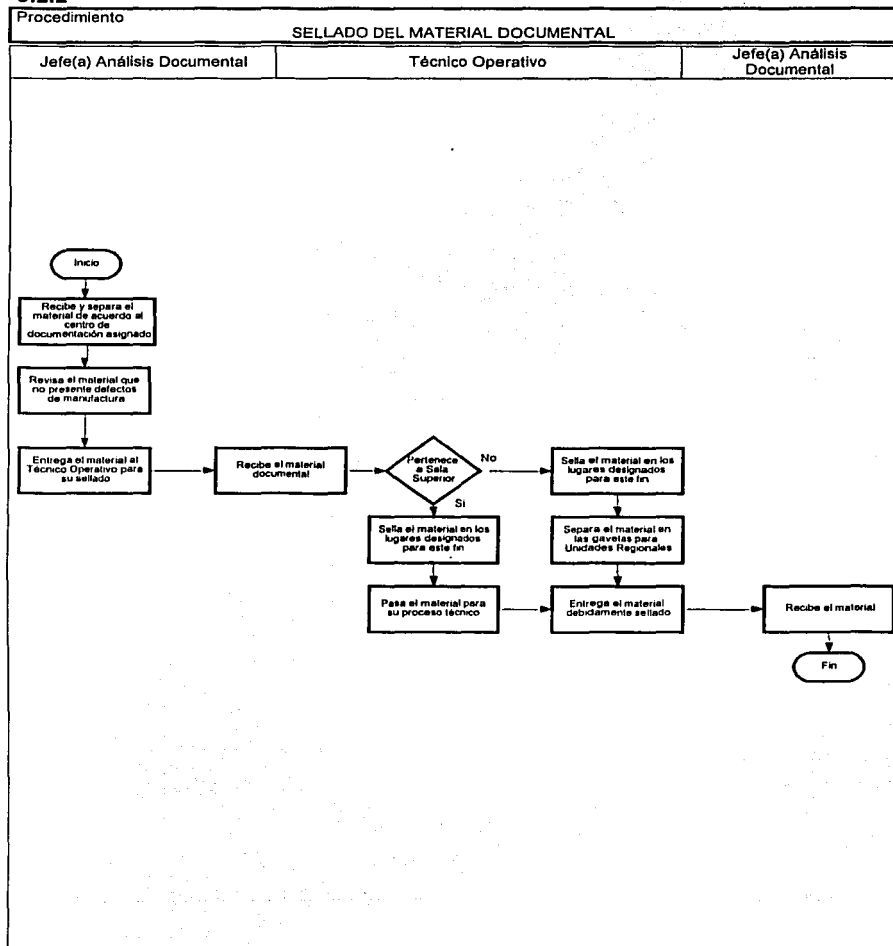 Procedimiento
SELLADO DEL MATERIAL DOCUMENTAL
Jefe(a) Análisis Documental
Técnico Operativo
Jefe(a) Análisis
Documental
Inicio
Recibe y separa el
material de acuerdo al
centro de
documentación asignado
Revisa el material que
no presente defectos
de manufactura
Entrega el material al
Técnico Operativo para
su sellado
Recibe el material
documental
Pertenece
a Sala
Superior
No
Si
Sella el material en los
lugares designados
para este fin
Separa el material en
las gavetas para
Unidades Regionales
Sella el material en los
lugares designados
para este fin
Pasa el material para
su proceso técnico
Entrega el material
debidamente sellado
Recibe el material
Fin